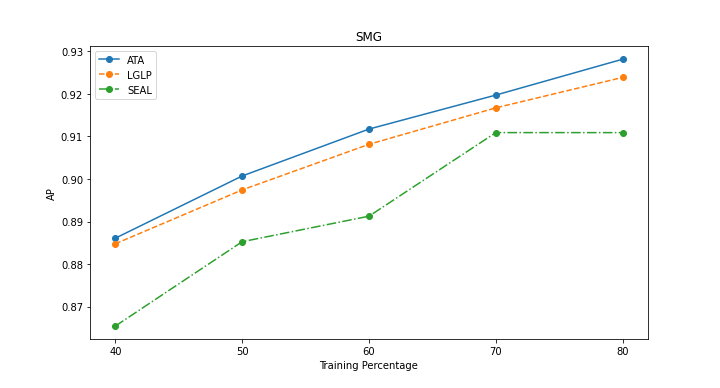 SMG
ATA
LGLP
SEAL
AP
0.93
0.92
0.91
0.90
0.89
0.88
0.87
40 50 60 70 80
Training Percentage